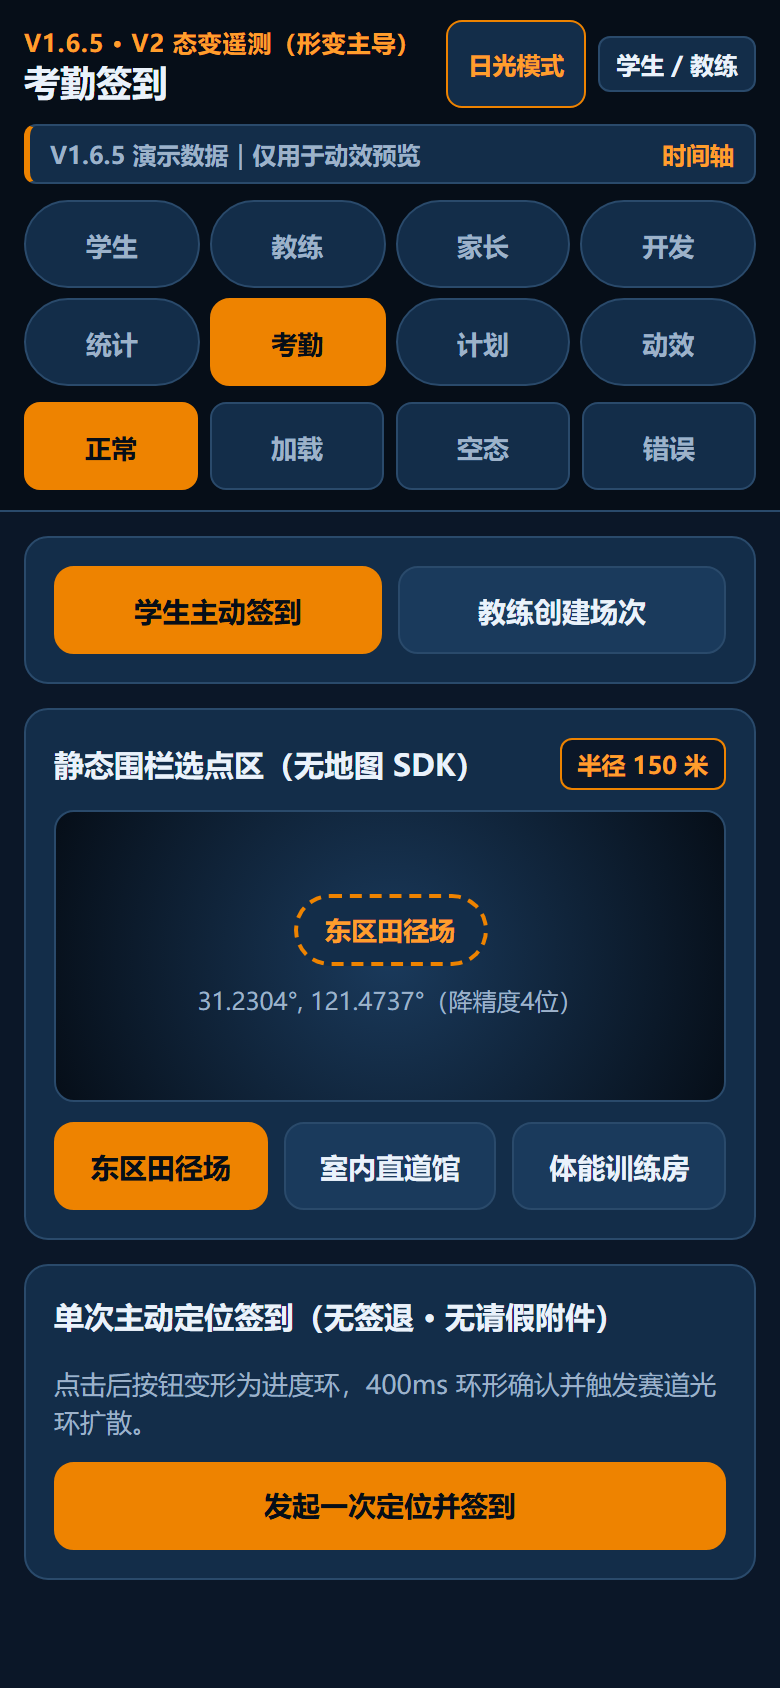 V1.6.5 · V2 态变遥测（形变主导）
考勤签到
日光模式
学生 / 教练
V1.6.5 演示数据 | 仅用于动效预览
时间轴
学生
教练
家长
开发
统计
考勤
计划
动效
正常
加载
空态
错误
学生主动签到
教练创建场次
静态围栏选点区（无地图 SDK）
半径 150 米
东区田径场
31.2304°, 121.4737°（降精度4位）
东区田径场
室内直道馆
体能训练房
单次主动定位签到（无签退 · 无请假附件）
点击后按钮变形为进度环，400ms 环形确认并触发赛道光
环扩散。
发起一次定位并签到